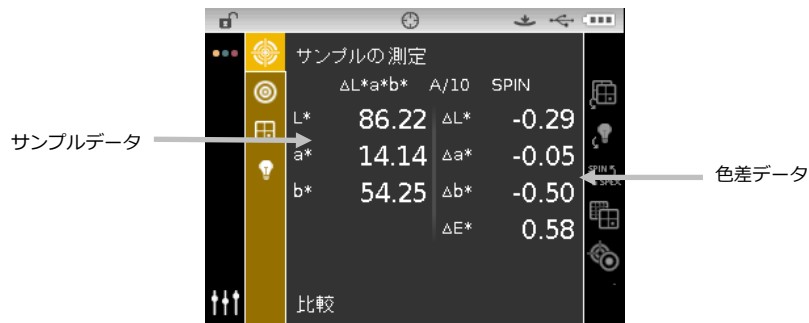 サンプルの測定
ΔL*a*b* A/10 SPIN
L* 86.22 ΔL* -0.29
a* 14.14 Δa* -0.05
b* 54.25 Δb* -0.50
ΔE* 0.58
比較
サンプルデータ
色差データ
SPIN
SPEX